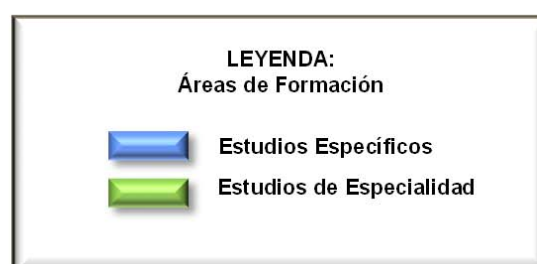 LEYENDA:
Áreas de Formación
Estudios Específicos
Estudios de Especialidad